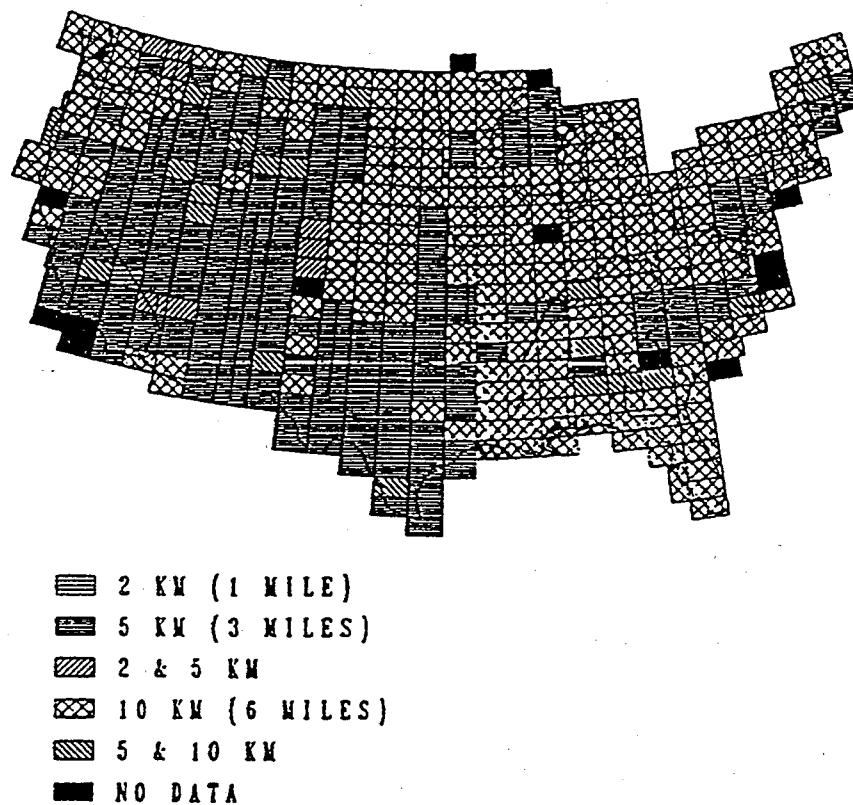 2 KM (1 MILE)
5 KM (3 MILES)
2 & 5 KM
10 KM (6 MILES)
5 & 10 KM
NO DATA